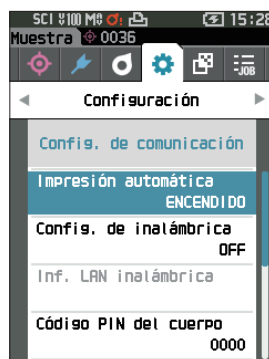 SCI 100 15:28
Muestra 0036
JOB
Configuración
Config. de comunicación
Impresión automática
ENCENDIDO
Config. de inalámbrica
OFF
Inf. LAN inalámbrica
Código PIN del cuerpo
0000